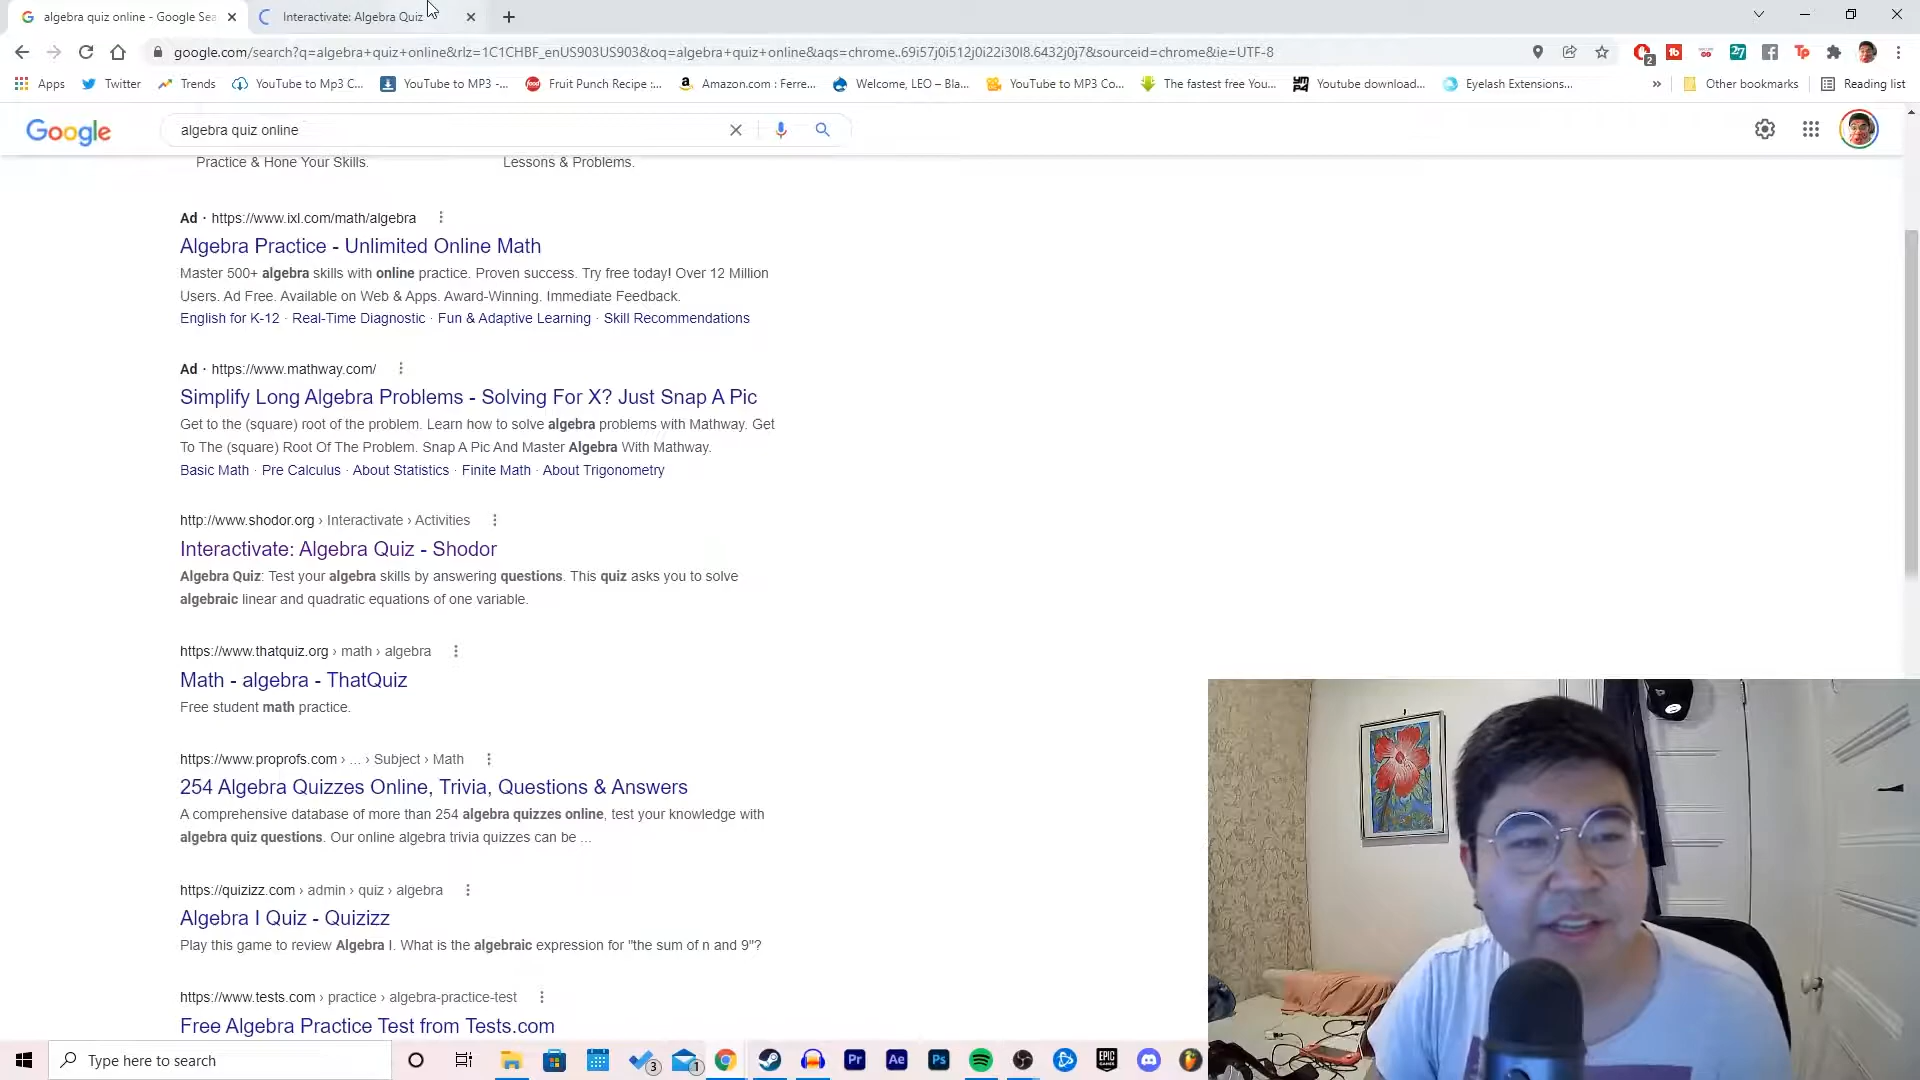 algebra quiz online - Google Sea
Interactivate: Algebra Quiz
google.com/search?q=algebra+quiz+online&rlz=1C1CHBF_enUS903US903&oq=algebra+quiz+online&aqs=chrome..69i57j0i512j0i22i30l8.6432j0j7&sourceid=chrome&ie=UTF-8
2
27
Tp
Apps
Twitter
Trends
YouTube to Mp3 C...
YouTube to MP3 -...
Fruit Punch Recipe :...
Amazon.com : Ferre...
Welcome, LEO – Bla...
YouTube to MP3 Co...
The fastest free You...
Youtube download...
Eyelash Extensions...
»
Other bookmarks
Reading list
Google
algebra quiz online
Practice & Hone Your Skills.
Lessons & Problems.
Ad · https://www.ixl.com/math/algebra
Algebra Practice - Unlimited Online Math
Master 500+ algebra skills with online practice. Proven success. Try free today! Over 12 Million
Users. Ad Free. Available on Web & Apps. Award-Winning. Immediate Feedback.
English for K-12 · Real-Time Diagnostic · Fun & Adaptive Learning · Skill Recommendations
Ad · https://www.mathway.com/
Simplify Long Algebra Problems - Solving For X? Just Snap A Pic
Get to the (square) root of the problem. Learn how to solve algebra problems with Mathway. Get
To The (square) Root Of The Problem. Snap A Pic And Master Algebra With Mathway.
Basic Math · Pre Calculus · About Statistics · Finite Math · About Trigonometry
http://www.shodor.org › Interactivate › Activities
Interactivate: Algebra Quiz - Shodor
Algebra Quiz: Test your algebra skills by answering questions. This quiz asks you to solve
algebraic linear and quadratic equations of one variable.
https://www.thatquiz.org › math › algebra
Math - algebra - ThatQuiz
Free student math practice.
https://www.proprofs.com › ... › Subject › Math
254 Algebra Quizzes Online, Trivia, Questions & Answers
A comprehensive database of more than 254 algebra quizzes online, test your knowledge with
algebra quiz questions. Our online algebra trivia quizzes can be ...
https://quizizz.com › admin › quiz › algebra
Algebra I Quiz - Quizizz
Play this game to review Algebra I. What is the algebraic expression for "the sum of n and 9"?
https://www.tests.com › practice › algebra-practice-test
Free Algebra Practice Test from Tests.com
Type here to search
3
1
Pr
Ae
Ps
EPIC
GAMES